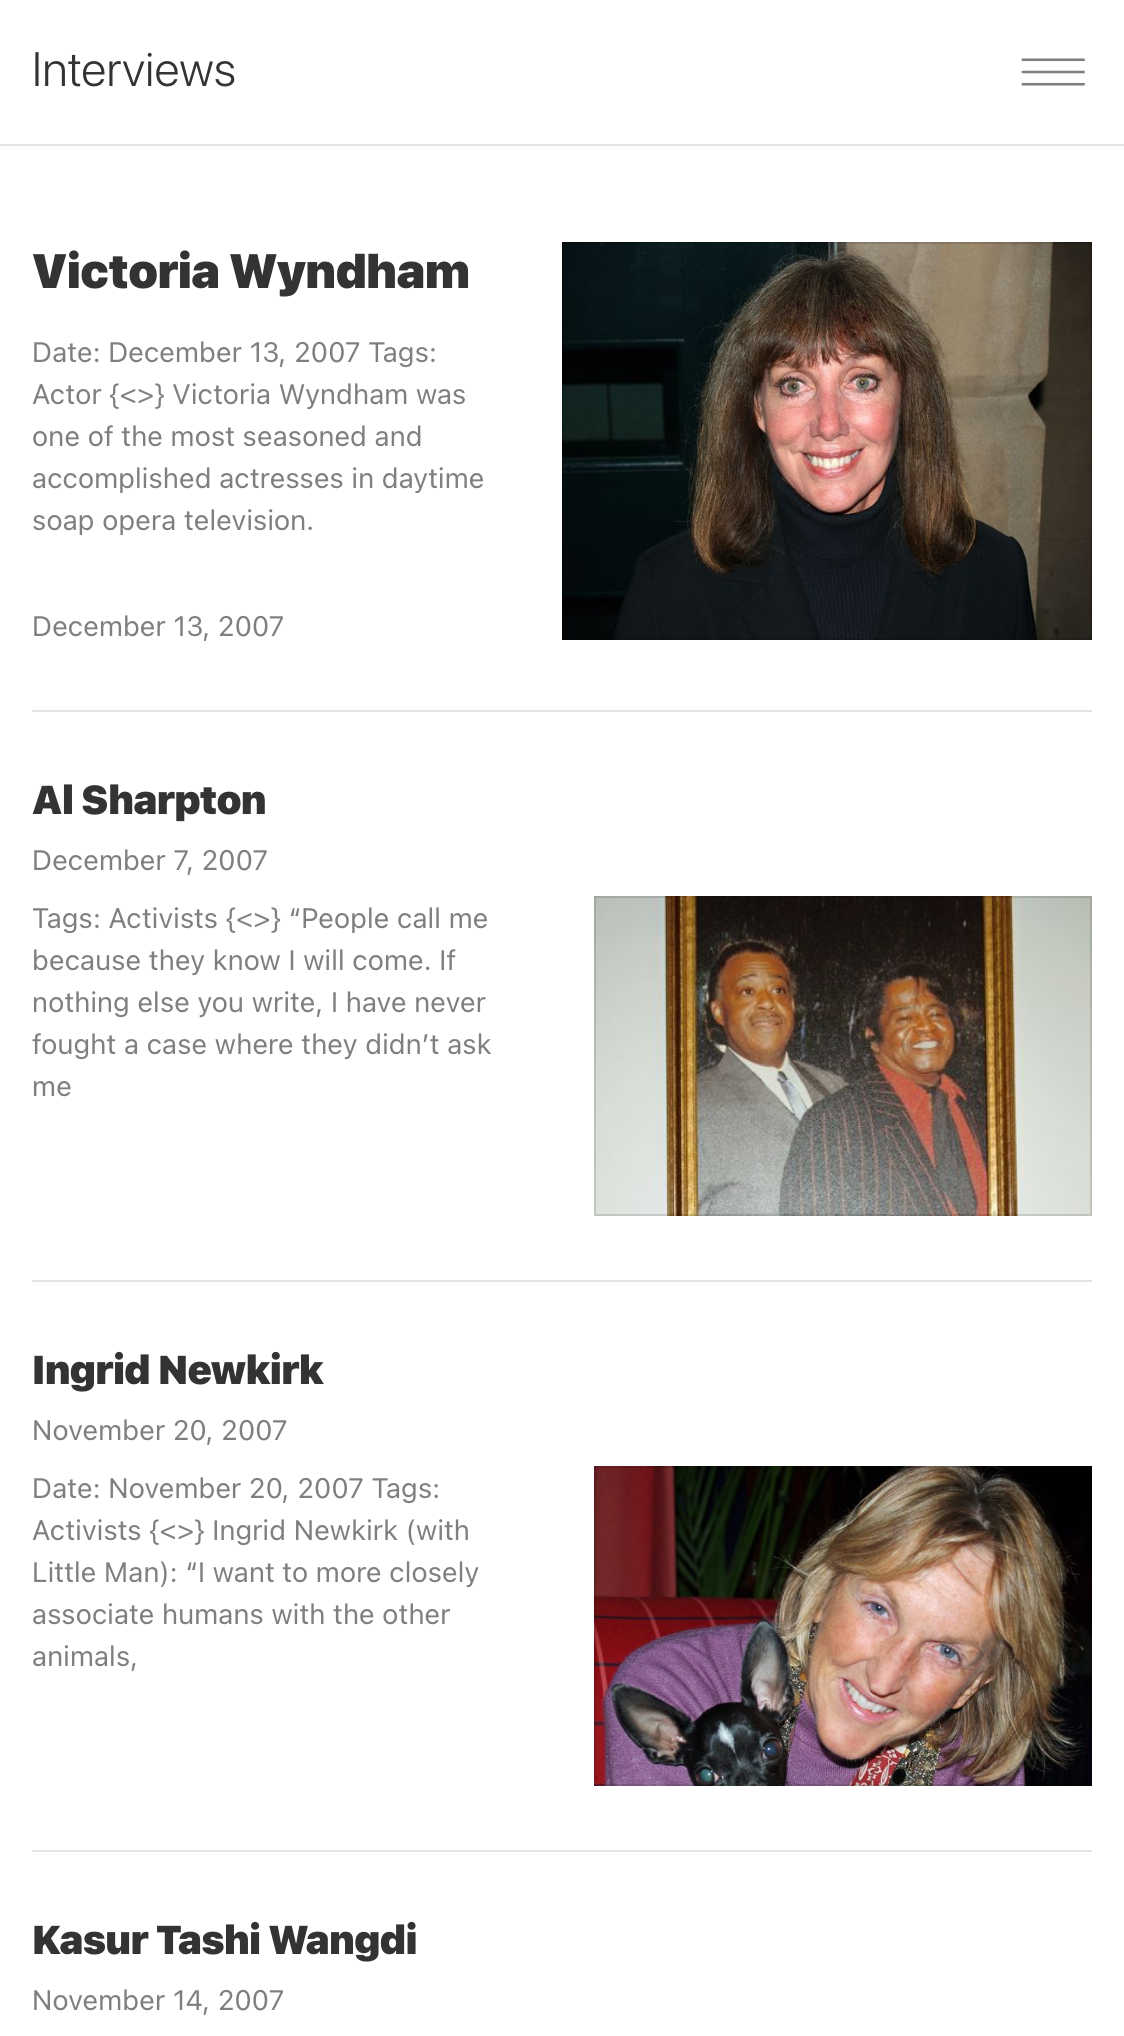 Interviews
Victoria Wyndham
Date: December 13, 2007 Tags:
Actor {<>} Victoria Wyndham was
one of the most seasoned and
accomplished actresses in daytime
soap opera television.
December 13, 2007
Al Sharpton
December 7, 2007
Tags: Activists {<>} “People call me
because they know I will come. If
nothing else you write, I have never
fought a case where they didn’t ask
me
Ingrid Newkirk
November 20, 2007
Date: November 20, 2007 Tags:
Activists {<>} Ingrid Newkirk (with
Little Man): “I want to more closely
associate humans with the other
animals,
Kasur Tashi Wangdi
November 14, 2007